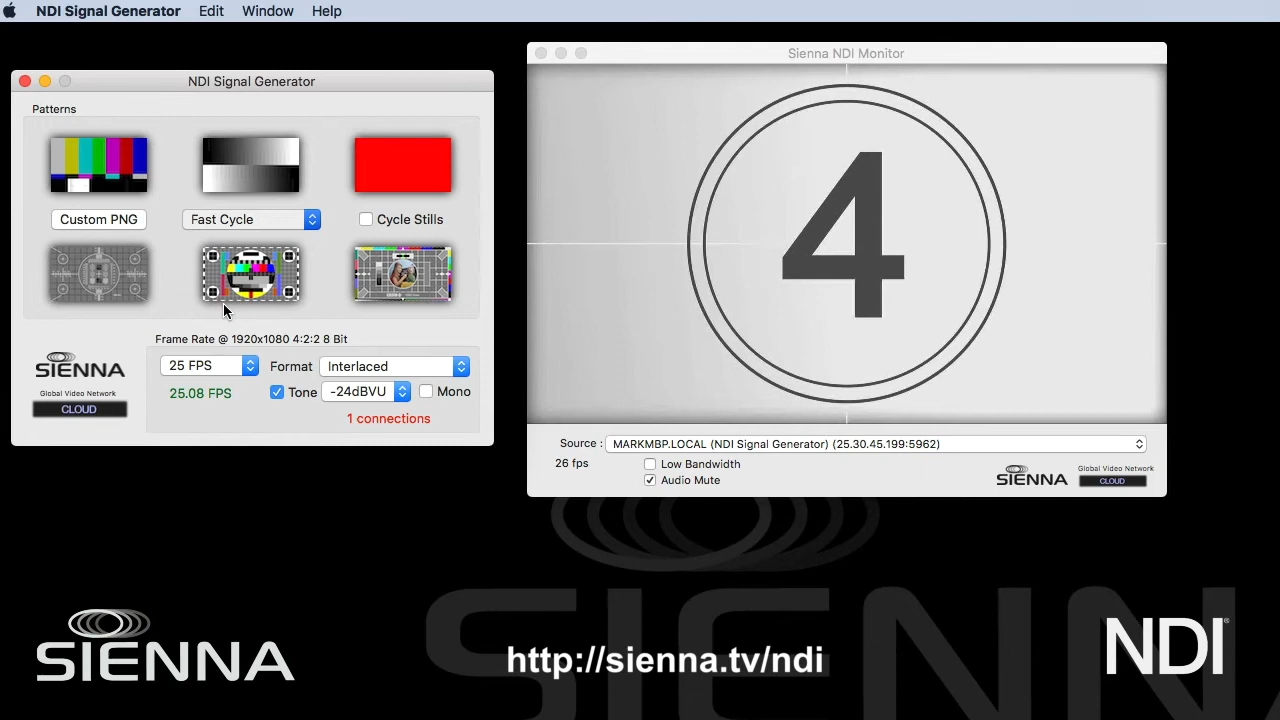 NDI Signal Generator Edit Window Help
NDI Signal Generator
Patterns
Custom PNG
Fast Cycle
Cycle Stills
Frame Rate @ 1920x1080 4:2:2 8 Bit
25 FPS
Format
Interlaced
25.08 FPS
Tone
-24dBVU
Mono
1 connections
SIENNA
Global Video Network
CLOUD
Sienna NDI Monitor
4
Source :
MARKMBP.LOCAL (NDI Signal Generator) (25.30.45.199:5962)
26 fps
Low Bandwidth
Audio Mute
SIENNA
Global Video Network
CLOUD
SIENNA
SIENN
http://sienna.tv/ndi
NDI®